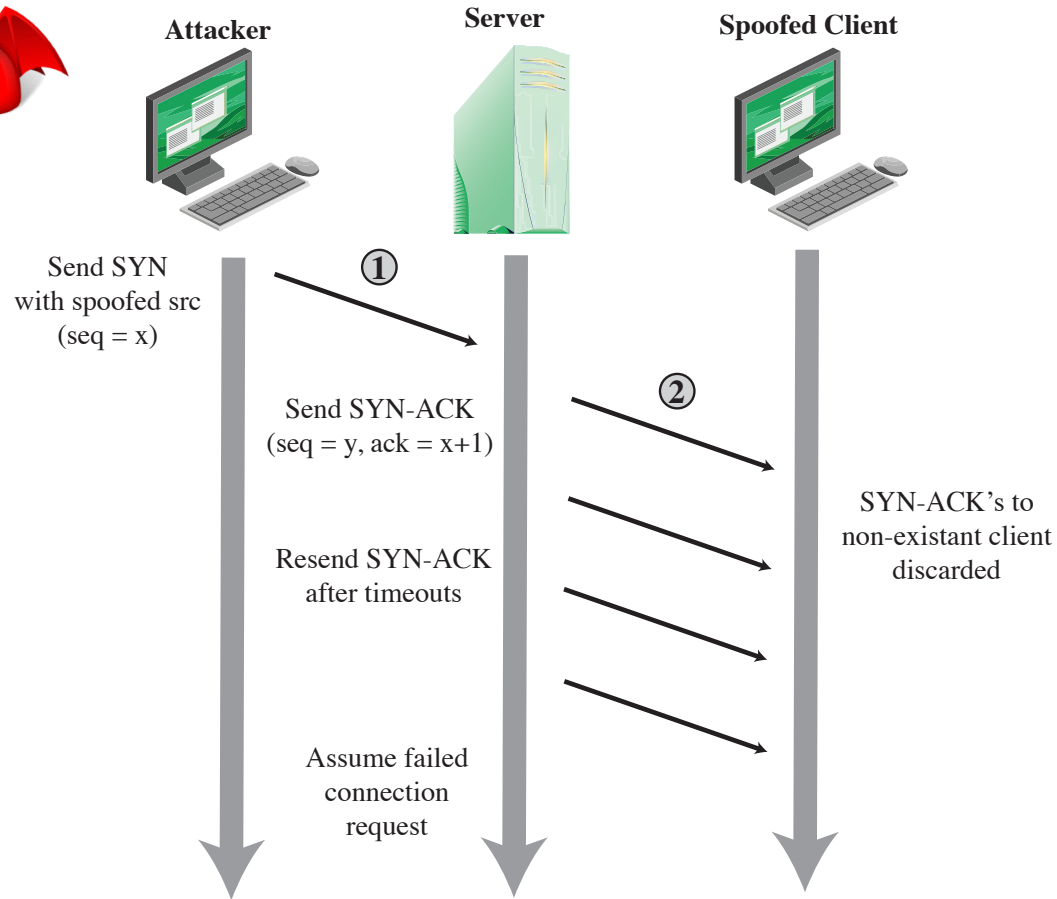 Attacker
Server
Spoofed Client
Send SYN
with spoofed src
(seq = x)
1
2
Send SYN-ACK
(seq = y, ack = x+1)
SYN-ACK’s to
non-existant client
discarded
Resend SYN-ACK
after timeouts
Assume failed
connection
request